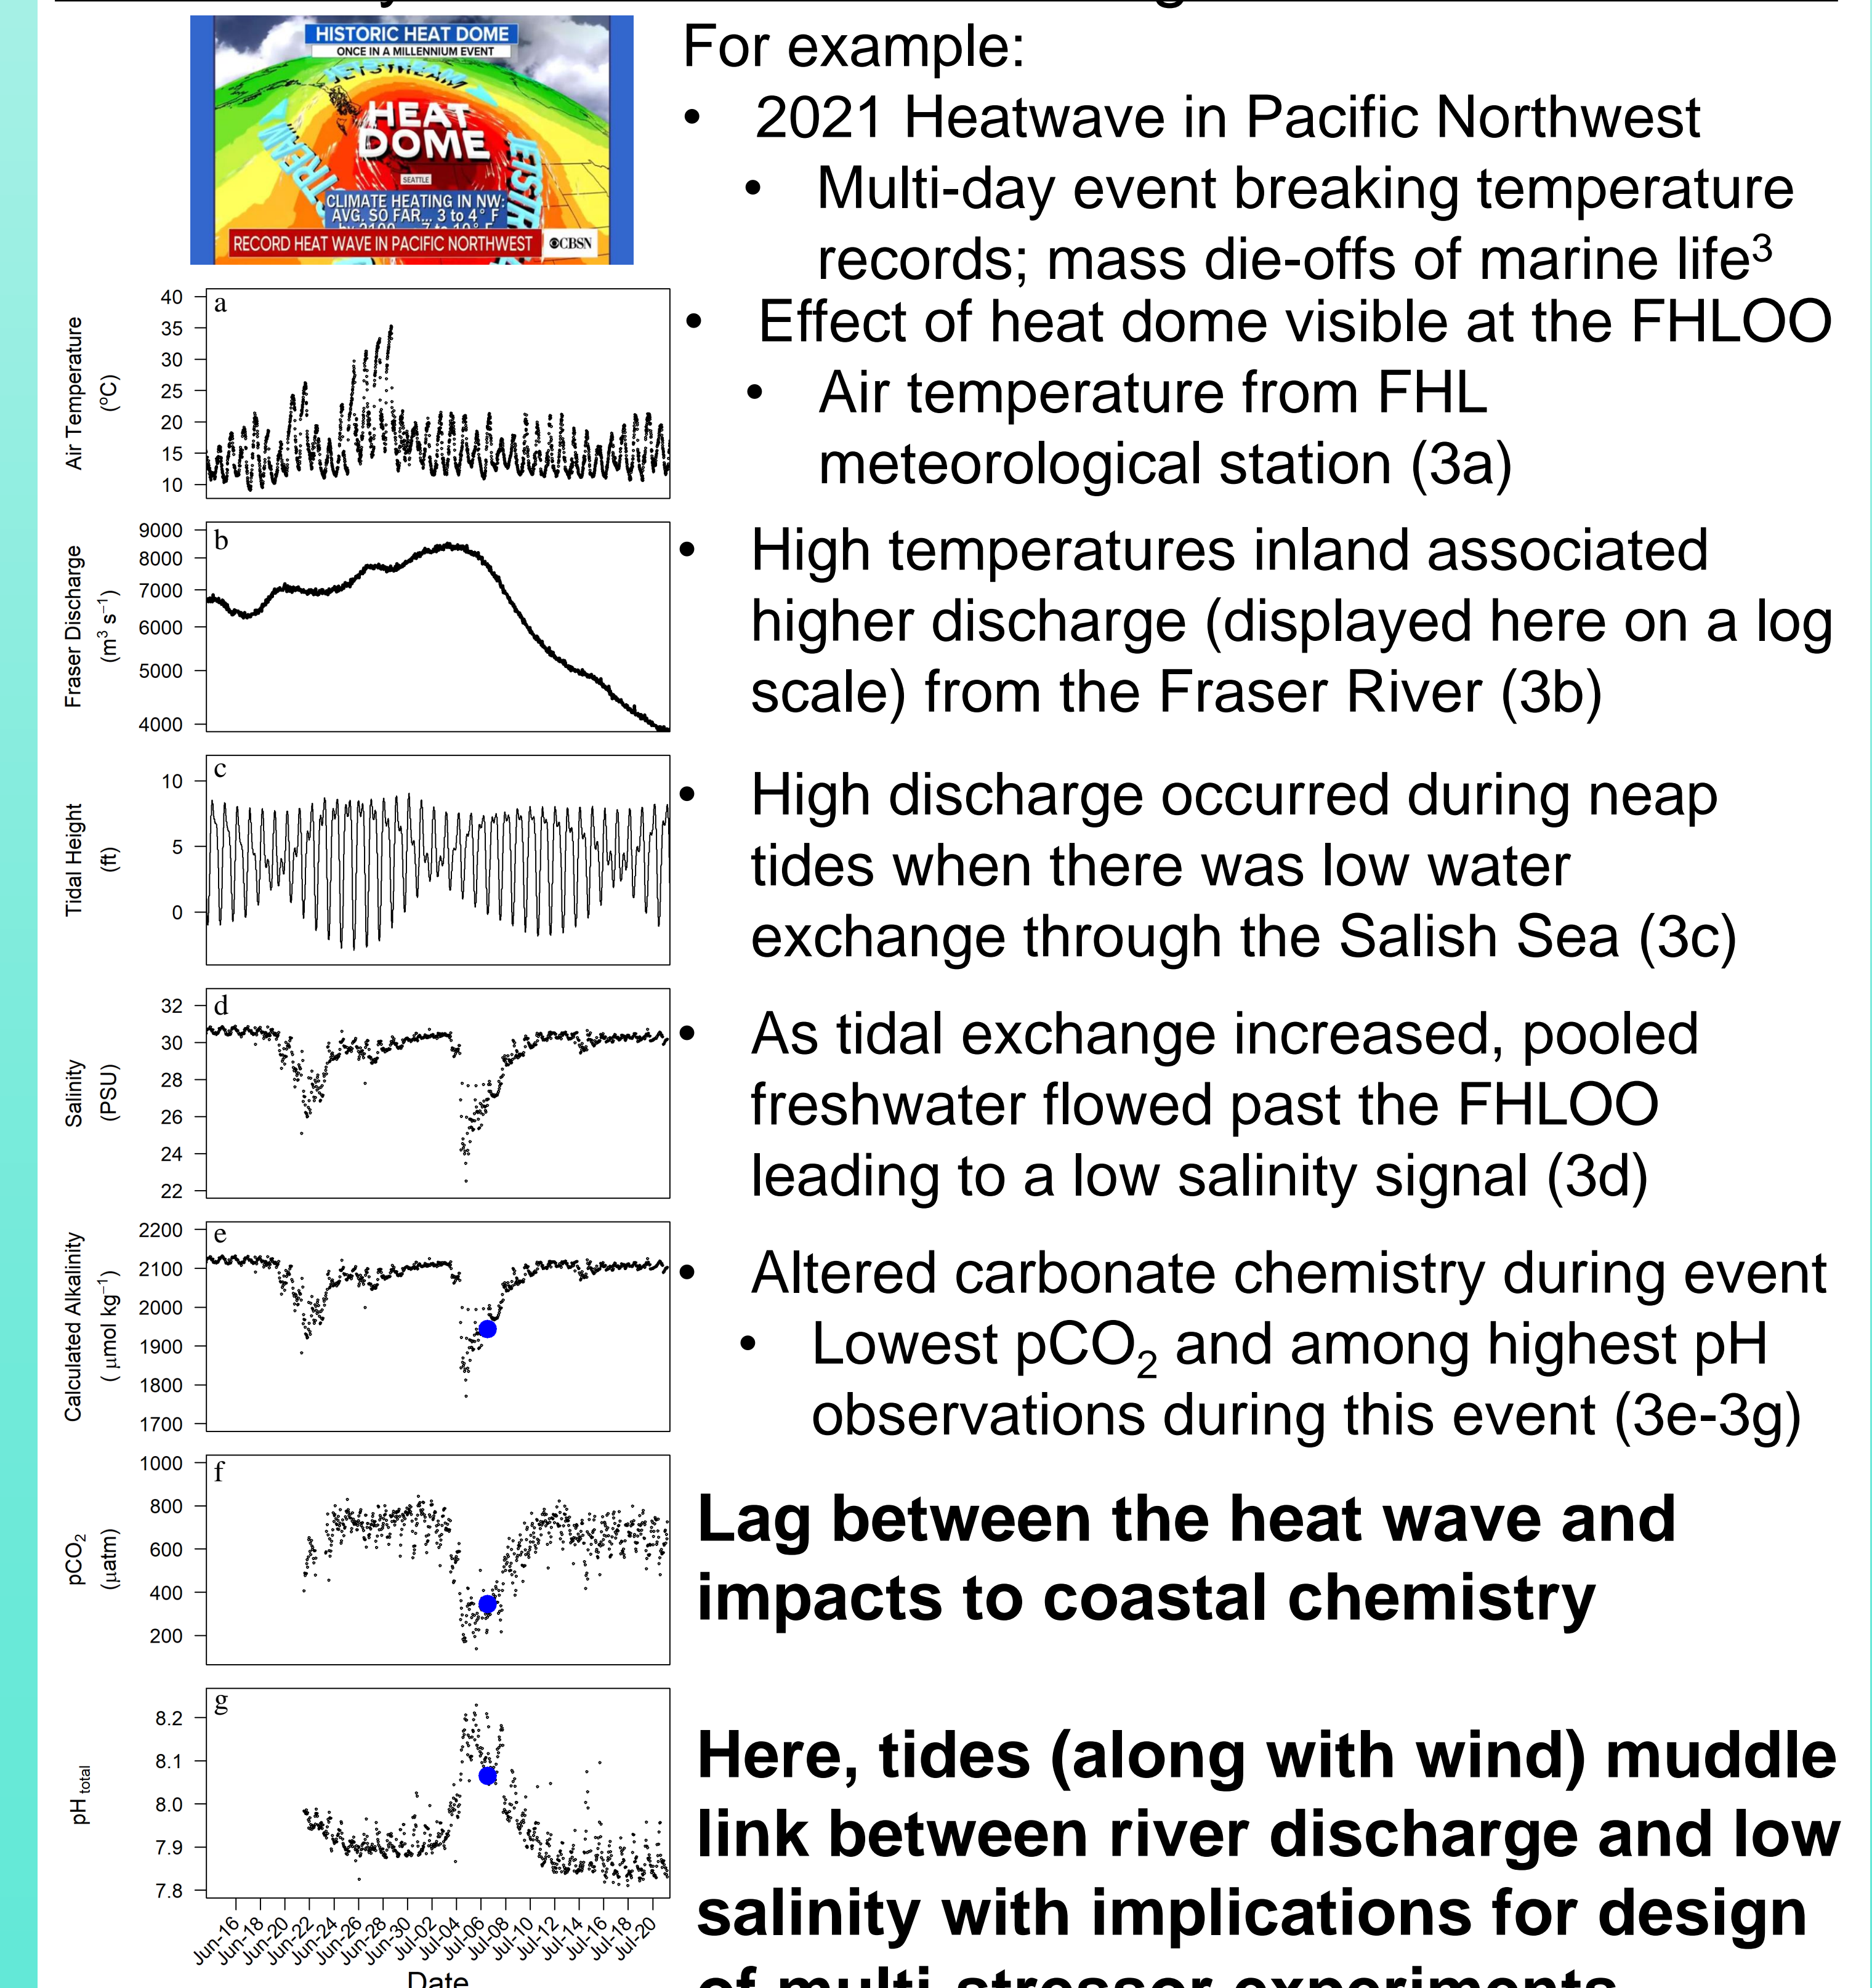 HISTORIC HEAT DOME
ONCE IN A MILLENNIUM EVENT
JETSTREAM
HEAT
DOME
SEATTLE
CLIMATE HEATING IN NW:
AVG. SO FAR... 3 to 4° F
RECORD HEAT WAVE IN PACIFIC NORTHWEST
CBSN
For example:
• 2021 Heatwave in Pacific Northwest
• Multi-day event breaking temperature
records; mass die-offs of marine life³
• Effect of heat dome visible at the FHLOO
• Air temperature from FHL
meteorological station (3a)
• High temperatures inland associated
higher discharge (displayed here on a log
scale) from the Fraser River (3b)
• High discharge occurred during neap
tides when there was low water
exchange through the Salish Sea (3c)
• As tidal exchange increased, pooled
freshwater flowed past the FHLOO
leading to a low salinity signal (3d)
• Altered carbonate chemistry during event
• Lowest pCO₂ and among highest pH
observations during this event (3e-3g)
Lag between the heat wave and
impacts to coastal chemistry
Here, tides (along with wind) muddle
link between river discharge and low
salinity with implications for design
of multi-stressor experiments
a
Air Temperature
(°C)
40
35
30
25
20
15
10
b
Fraser Discharge
(m³ s⁻¹)
9000
8000
7000
6000
5000
4000
c
Tidal Height
(ft)
10
5
0
d
Salinity
(PSU)
32
30
28
26
24
22
e
Calculated Alkalinity
( µmol kg⁻¹)
2200
2100
2000
1900
1800
1700
f
pCO₂
(µatm)
1000
800
600
400
200
g
pH total
8.2
8.1
8.0
7.9
7.8
Jun-16
Jun-18
Jun-20
Jun-22
Jun-24
Jun-26
Jun-28
Jun-30
Jul-02
Jul-04
Jul-06
Jul-08
Jul-10
Jul-12
Jul-14
Jul-16
Jul-18
Jul-20
Date